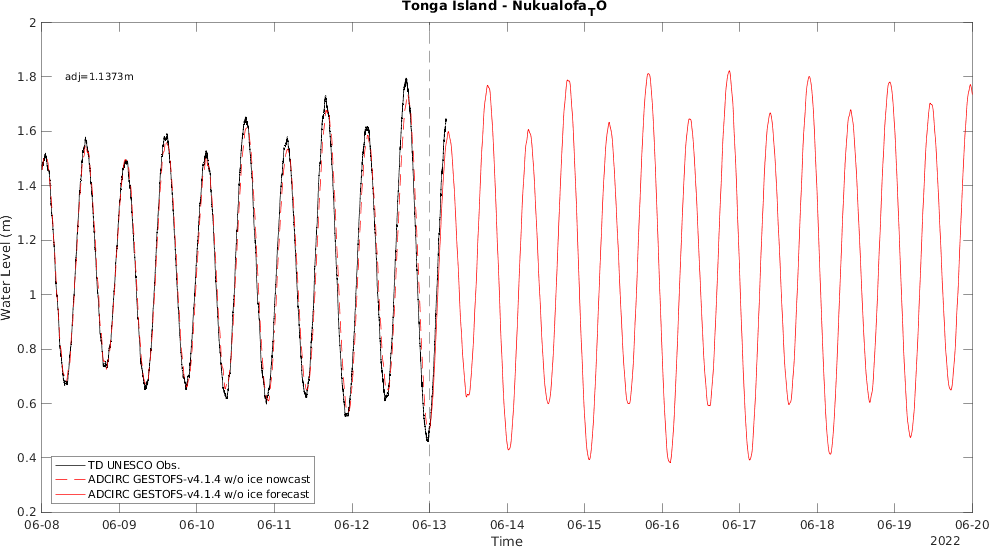 Tonga Island - Nukualofa_TO
2
1.8
adj=1.1373m
1.6
1.4
1.2
1
0.8
0.6
0.4
0.2
Water Level (m)
TD UNESCO Obs.
ADCIRC GESTOFS-v4.1.4 w/o ice nowcast
ADCIRC GESTOFS-v4.1.4 w/o ice forecast
06-08 06-09 06-10 06-11 06-12 06-13 06-14 06-15 06-16 06-17 06-18 06-19 06-20
Time
2022